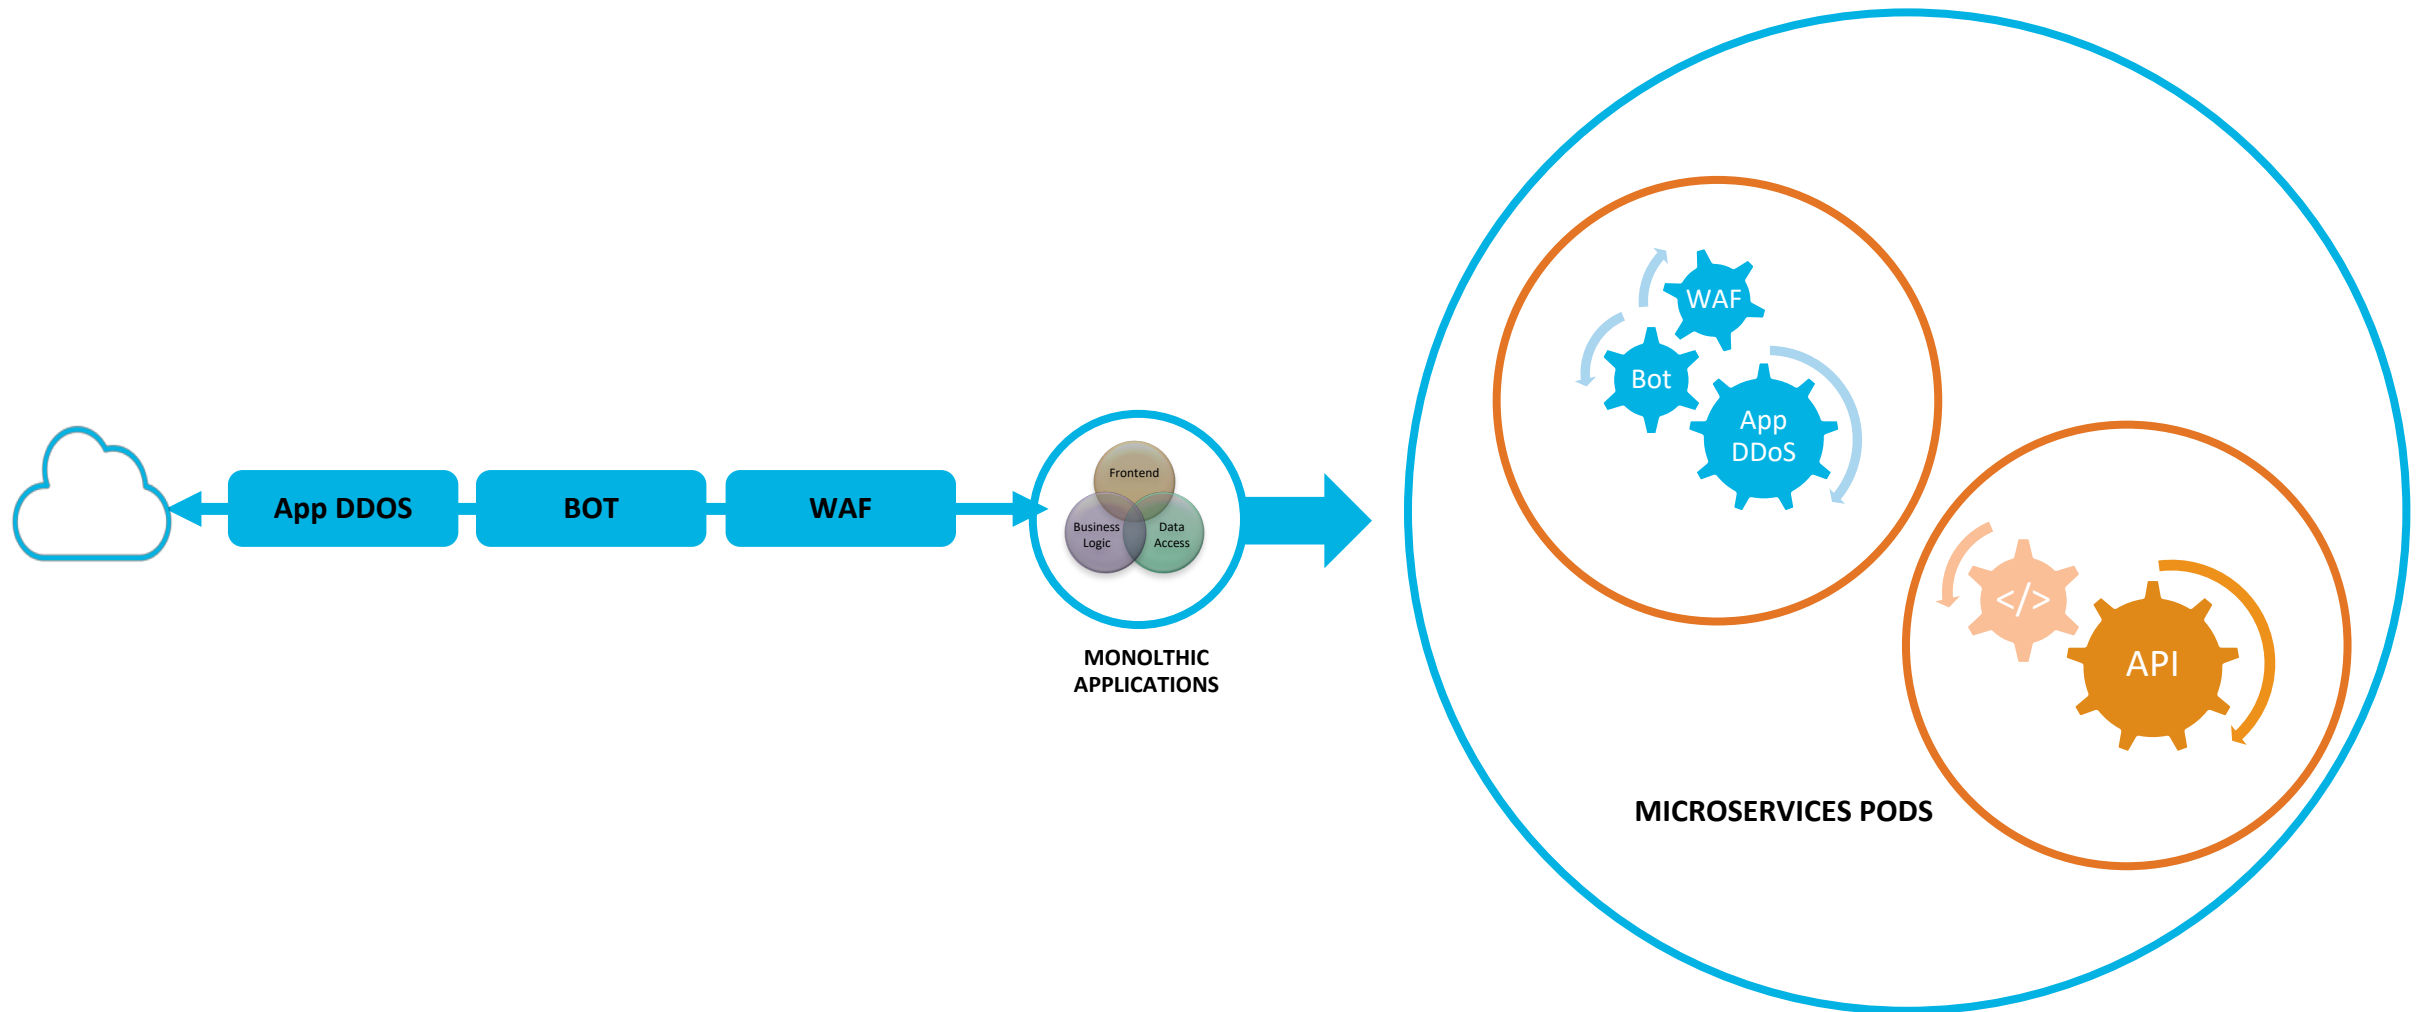 App DDOS
BOT
WAF
Frontend
Business
Logic
Data
Access
MONOLTHIC
APPLICATIONS
WAF
Bot
App
DDoS
</>
API
MICROSERVICES PODS